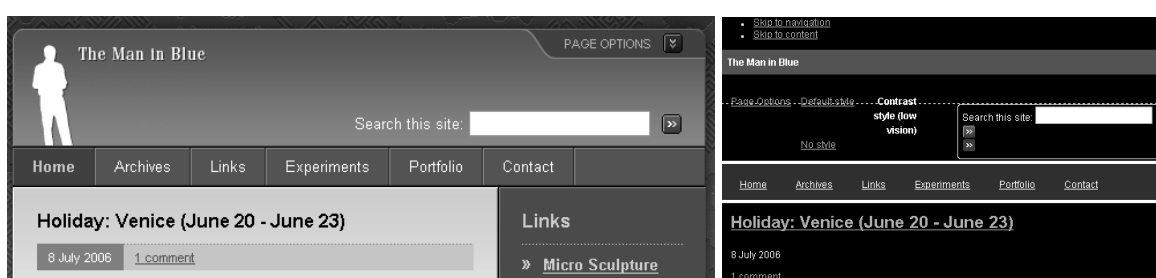 The Man in Blue
PAGE OPTIONS
Search this site:
Home Archives Links Experiments Portfolio Contact
Holiday: Venice (June 20 - June 23)
8 July 2006 1 comment
Links
» Micro Sculpture
Skip to navigation
Skip to content
The Man in Blue
Page Options Default style Contrast style (low vision)
No style
Search this site:
Home Archives Links Experiments Portfolio Contact
Holiday: Venice (June 20 - June 23)
8 July 2006
1 comment